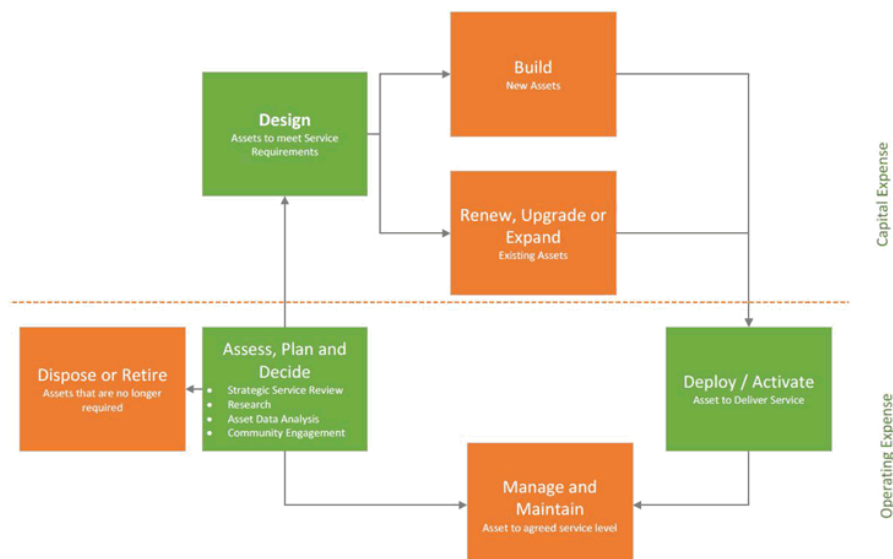 Build
New Assets
Design
Assets to meet Service
Requirements
Renew, Upgrade or
Expand
Existing Assets
Capital Expense
Dispose or Retire
Assets that are no longer
required
Assess, Plan and
Decide
• Strategic Service Review
• Research
• Asset Data Analysis
• Community Engagement
Deploy / Activate
Asset to Deliver Service
Manage and
Maintain
Asset to agreed service level
Operating Expense